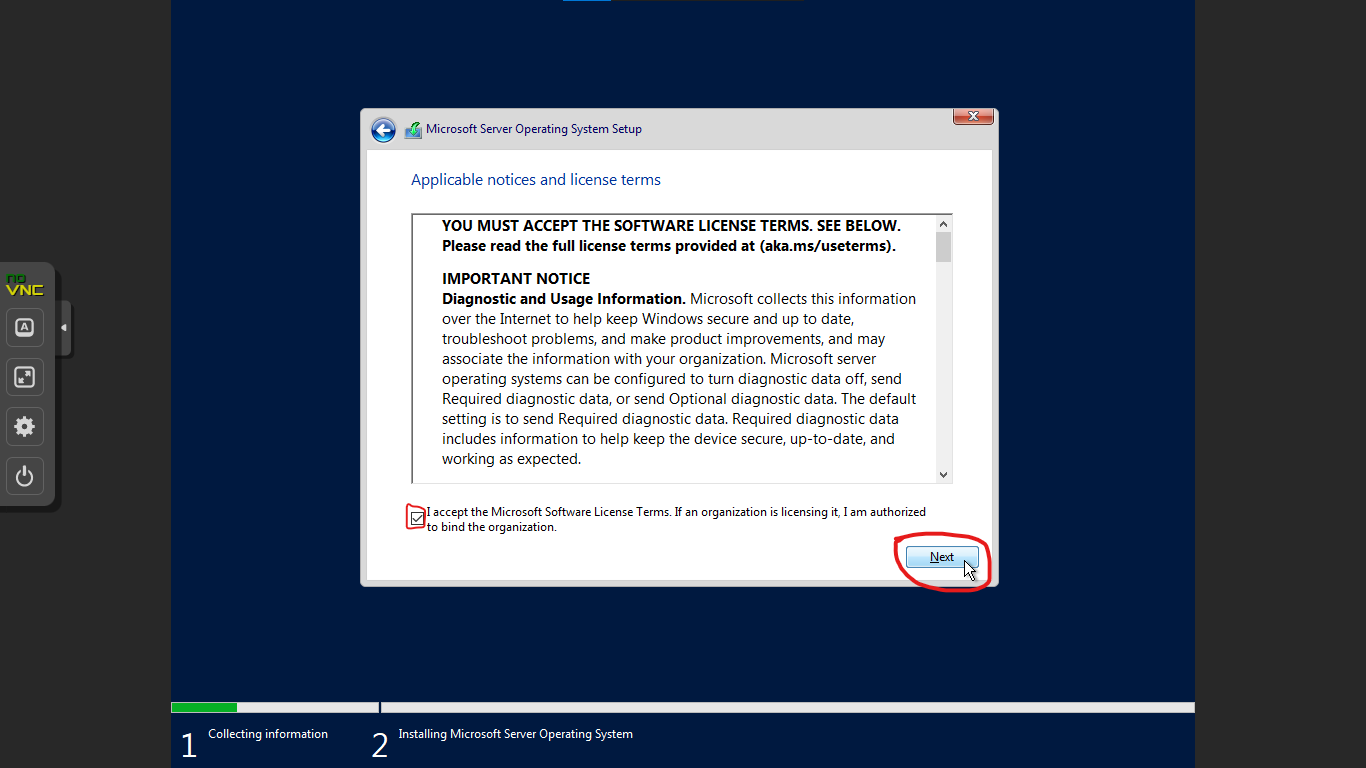 Microsoft Server Operating System Setup
Applicable notices and license terms
YOU MUST ACCEPT THE SOFTWARE LICENSE TERMS. SEE BELOW.
Please read the full license terms provided at (aka.ms/useterms).
IMPORTANT NOTICE
Diagnostic and Usage Information. Microsoft collects this information
over the Internet to help keep Windows secure and up to date,
troubleshoot problems, and make product improvements, and may
associate the information with your organization. Microsoft server
operating systems can be configured to turn diagnostic data off, send
Required diagnostic data, or send Optional diagnostic data. The default
setting is to send Required diagnostic data. Required diagnostic data
includes information to help keep the device secure, up-to-date, and
working as expected.
no
VNC
A
I accept the Microsoft Software License Terms. If an organization is licensing it, I am authorized
to bind the organization.
Next
1 Collecting information
2 Installing Microsoft Server Operating System